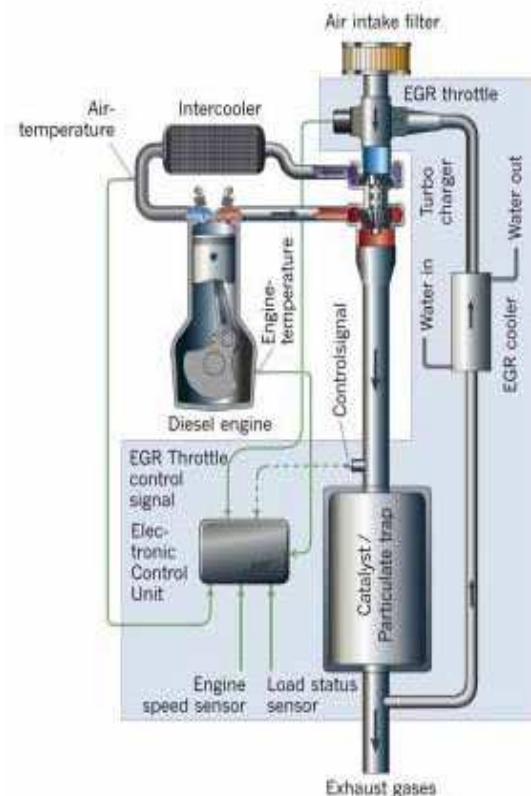 Air intake filter
EGR throttle
Air-
temperature
Intercooler
Turbo
charger
Water out
Water in
EGR cooler
Engine-
temperature
Controlsignal
Diesel engine
EGR Throttle
control
signal
Elec-
tronic
Control
Unit
Catalyst /
Particulate trap
Engine
speed sensor
Load status
sensor
Exhaust gases